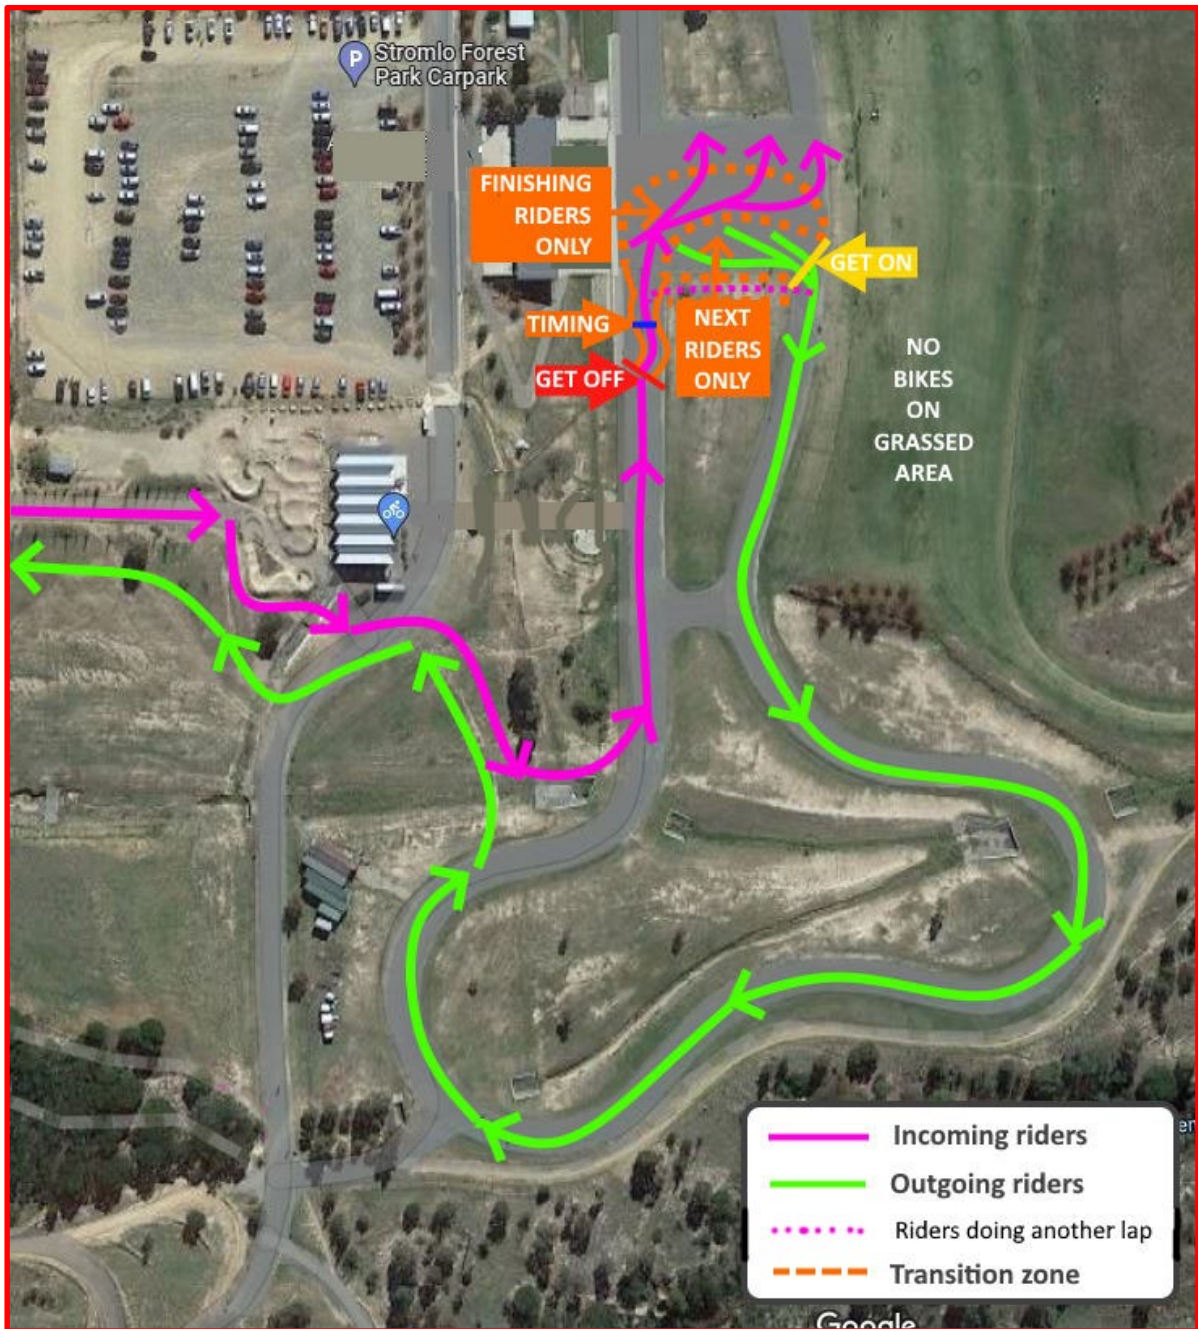 Stromlo Forest
Park Carpark
P
FINISHING
RIDERS
ONLY
GET ON
TIMING
NEXT
RIDERS
ONLY
GET OFF
NO
BIKES
ON
GRASSED
AREA
Incoming riders
Outgoing riders
Riders doing another lap
Transition zone
Google